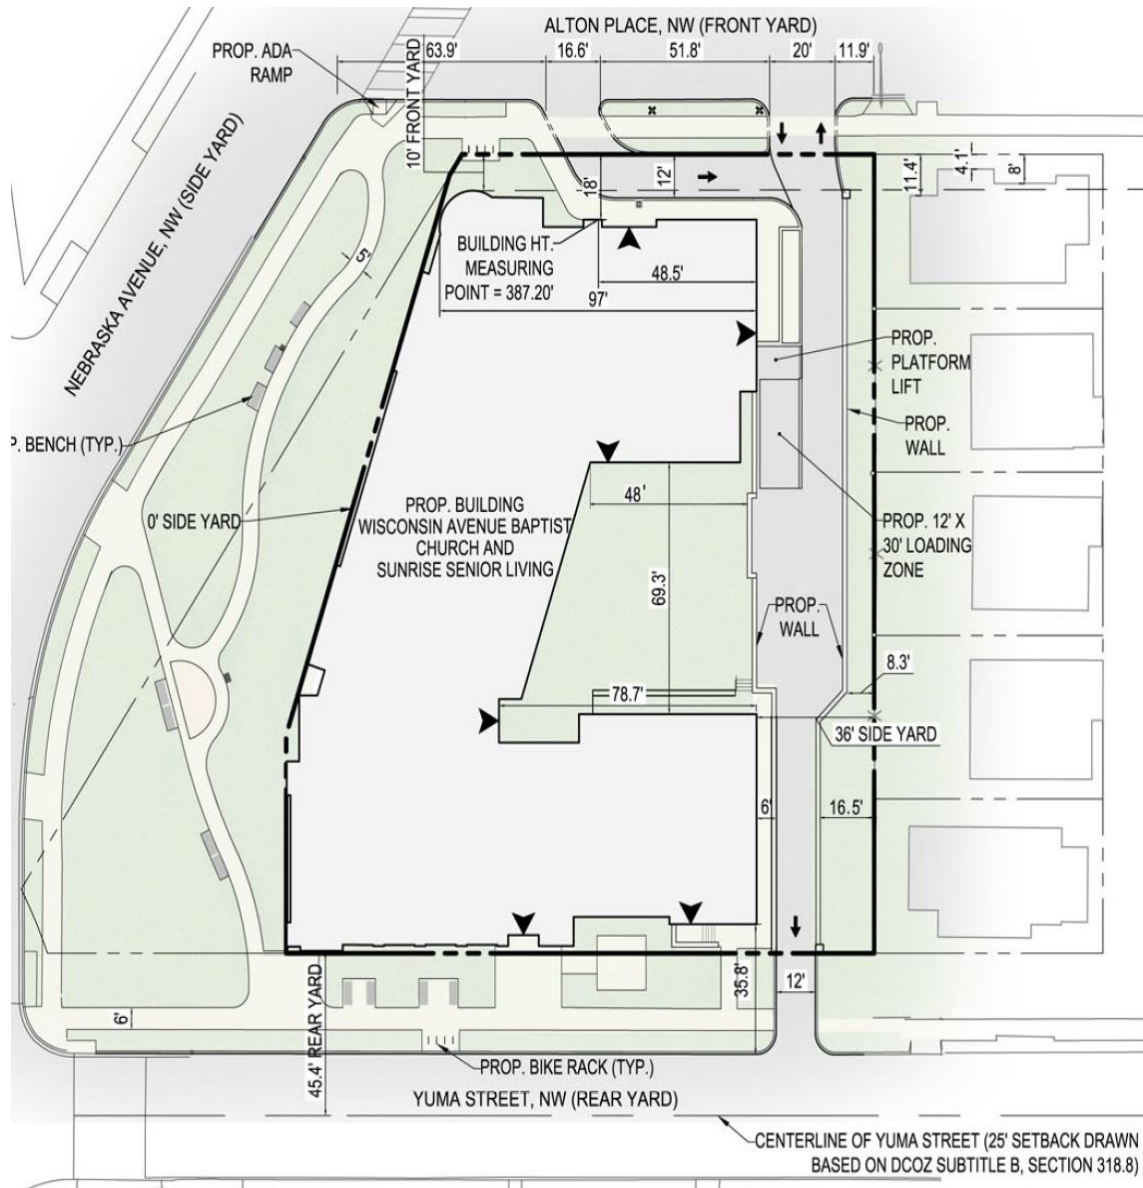 ALTON PLACE, NW (FRONT YARD)
63.9'
16.6'
51.8'
20'
11.9'
PROP. ADA
RAMP
10' FRONT YARD
NEBRASKA AVENUE, NW (SIDE YARD)
18'
12'
11.4'
4.1'
8'
5'
BUILDING HT.
MEASURING
POINT = 387.20'
48.5'
97'
PROP.
PLATFORM
LIFT
PROP.
WALL
P. BENCH (TYP.)
0' SIDE YARD
48'
PROP. BUILDING
WISCONSIN AVENUE BAPTIST
CHURCH AND
SUNRISE SENIOR LIVING
PROP. 12' X
30' LOADING
ZONE
69.3'
PROP.
WALL
8.3'
78.7'
36' SIDE YARD
6'
16.5'
35.8'
12'
45.4' REAR YARD
6'
PROP. BIKE RACK (TYP.)
YUMA STREET, NW (REAR YARD)
CENTERLINE OF YUMA STREET (25' SETBACK DRAWN
BASED ON DCOZ SUBTITLE B, SECTION 318.8)